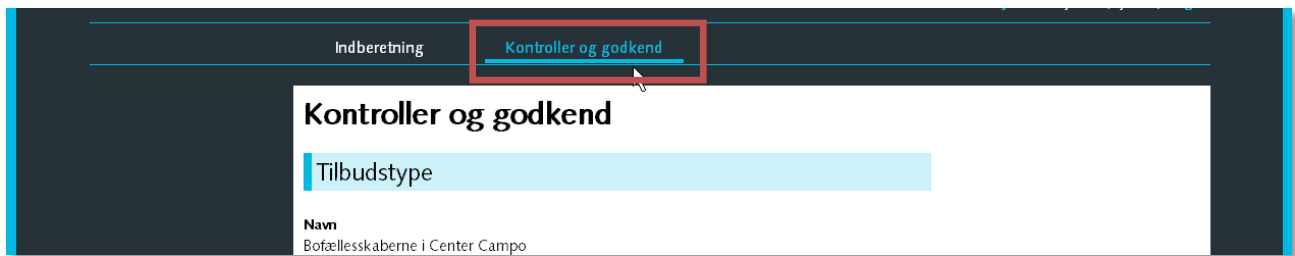 Indberetning Kontroller og godkend
Kontroller og godkend
Tilbudstype
Navn
Bofællesskaberne i Center Campo